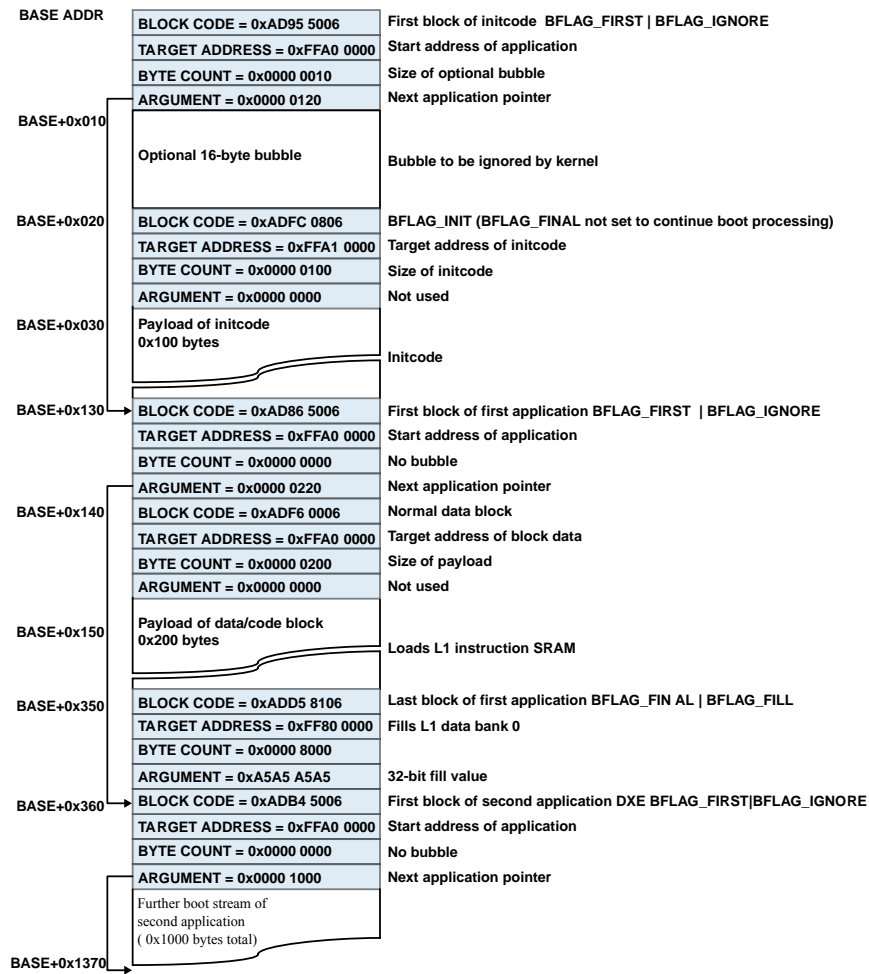 BASE ADDR
BLOCK CODE = 0xAD95 5006 First block of initcode BFLAG_FIRST | BFLAG_IGNORE
TARGET ADDRESS = 0xFFA0 0000 Start address of application
BYTE COUNT = 0x0000 0010 Size of optional bubble
ARGUMENT = 0x0000 0120 Next application pointer
BASE+0x010
Optional 16-byte bubble Bubble to be ignored by kernel
BASE+0x020 BLOCK CODE = 0xADFC 0806 BFLAG_INIT (BFLAG_FINAL not set to continue boot processing)
TARGET ADDRESS = 0xFFA1 0000 Target address of initcode
BYTE COUNT = 0x0000 0100 Size of initcode
ARGUMENT = 0x0000 0000 Not used
BASE+0x030 Payload of initcode
0x100 bytes
Initcode
BASE+0x130 BLOCK CODE = 0xAD86 5006 First block of first application BFLAG_FIRST | BFLAG_IGNORE
TARGET ADDRESS = 0xFFA0 0000 Start address of application
BYTE COUNT = 0x0000 0000 No bubble
ARGUMENT = 0x0000 0220 Next application pointer
BASE+0x140 BLOCK CODE = 0xADF6 0006 Normal data block
TARGET ADDRESS = 0xFFA0 0000 Target address of block data
BYTE COUNT = 0x0000 0200 Size of payload
ARGUMENT = 0x0000 0000 Not used
BASE+0x150 Payload of data/code block
0x200 bytes
Loads L1 instruction SRAM
BASE+0x350 BLOCK CODE = 0xADD5 8106 Last block of first application BFLAG_FIN AL | BFLAG_FILL
TARGET ADDRESS = 0xFF80 0000 Fills L1 data bank 0
BYTE COUNT = 0x0000 8000
ARGUMENT = 0xA5A5 A5A5 32-bit fill value
BASE+0x360 BLOCK CODE = 0xADB4 5006 First block of second application DXE BFLAG_FIRST|BFLAG_IGNORE
TARGET ADDRESS = 0xFFA0 0000 Start address of application
BYTE COUNT = 0x0000 0000 No bubble
ARGUMENT = 0x0000 1000 Next application pointer
Further boot stream of
second application
( 0x1000 bytes total)
BASE+0x1370